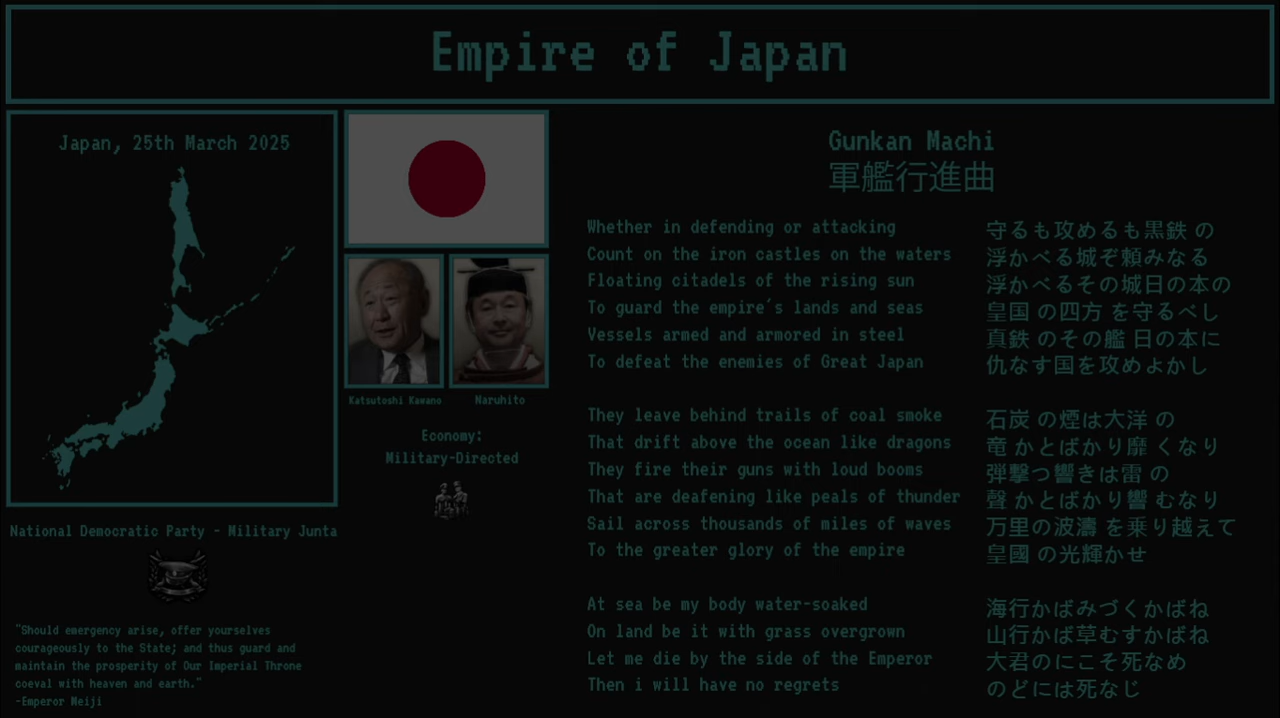 Empire of Japan
Japan, 25th March 2025
Katsutoshi Kawano
Naruhito
Economy:
Military-Directed
National Democratic Party - Military Junta
"Should emergency arise, offer yourselves
courageously to the State; and thus guard and
maintain the prosperity of Our Imperial Throne
coeval with heaven and earth."
-Emperor Meiji
Gunkan Machi
軍艦行進曲
Whether in defending or attacking
Count on the iron castles on the waters
Floating citadels of the rising sun
To guard the empire's lands and seas
Vessels armed and armored in steel
To defeat the enemies of Great Japan
They leave behind trails of coal smoke
That drift above the ocean like dragons
They fire their guns with loud booms
That are deafening like peals of thunder
Sail across thousands of miles of waves
To the greater glory of the empire
At sea be my body water-soaked
On land be it with grass overgrown
Let me die by the side of the Emperor
Then i will have no regrets
守るも攻めるも黒鉄 の
浮かべる城ぞ頼みなる
浮かべるその城日の本の
皇国 の四方 を守るべし
真鉄 のその艦 日の本に
仇なす国を攻めよかし
石炭 の煙は大洋 の
竜 かとばかり靡 くなり
弾撃つ響きは雷 の
聲 かとばかり響 むなり
万里の波濤 を乗り越えて
皇國 の光輝かせ
海行かばみづくかばね
山行かば草むすかばね
大君のにこそ死なめ
のどには死なじ